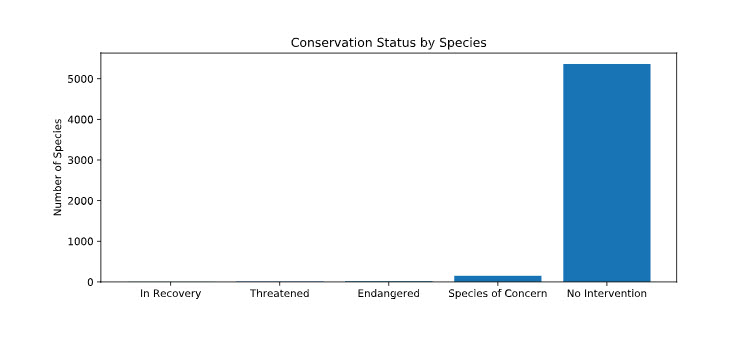 Conservation Status by Species
Number of Species
5000
4000
3000
2000
1000
0
In Recovery Threatened Endangered Species of Concern No Intervention